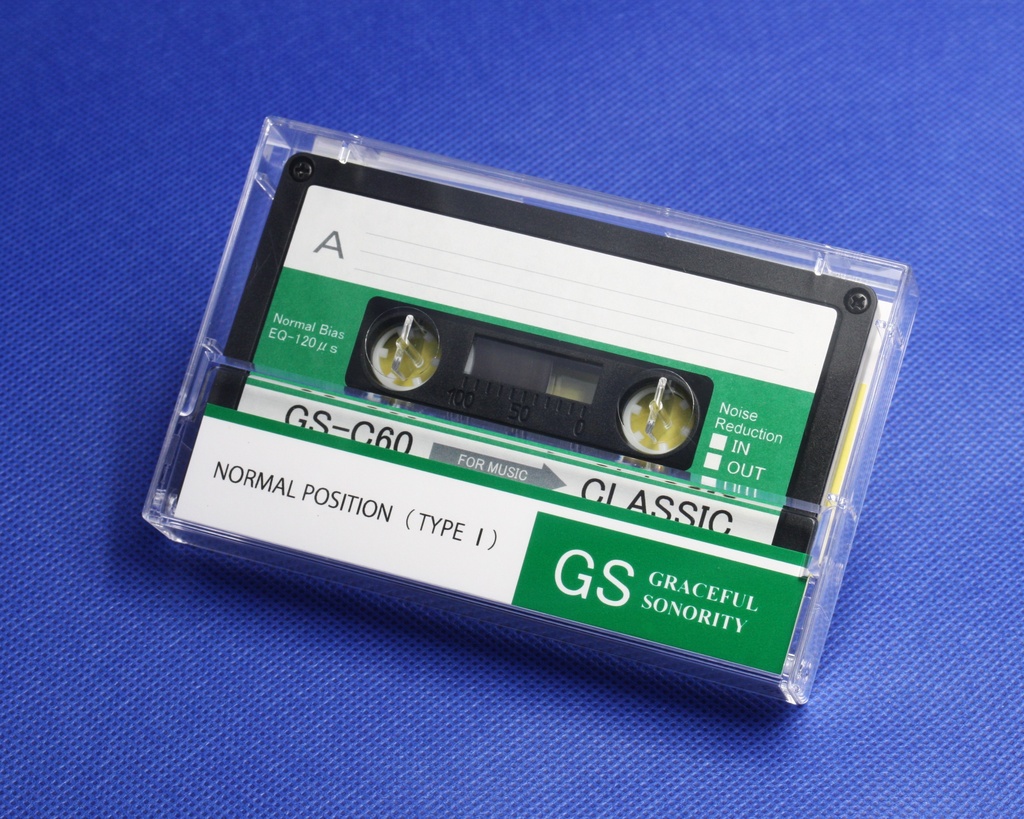 A
Normal Bias
EQ-120μs
100 50 0
Noise
Reduction
IN
OUT
GS-C60
FOR MUSIC
CLASSIC
NORMAL POSITION (TYPE I)
GS
GRACEFUL
SONORITY